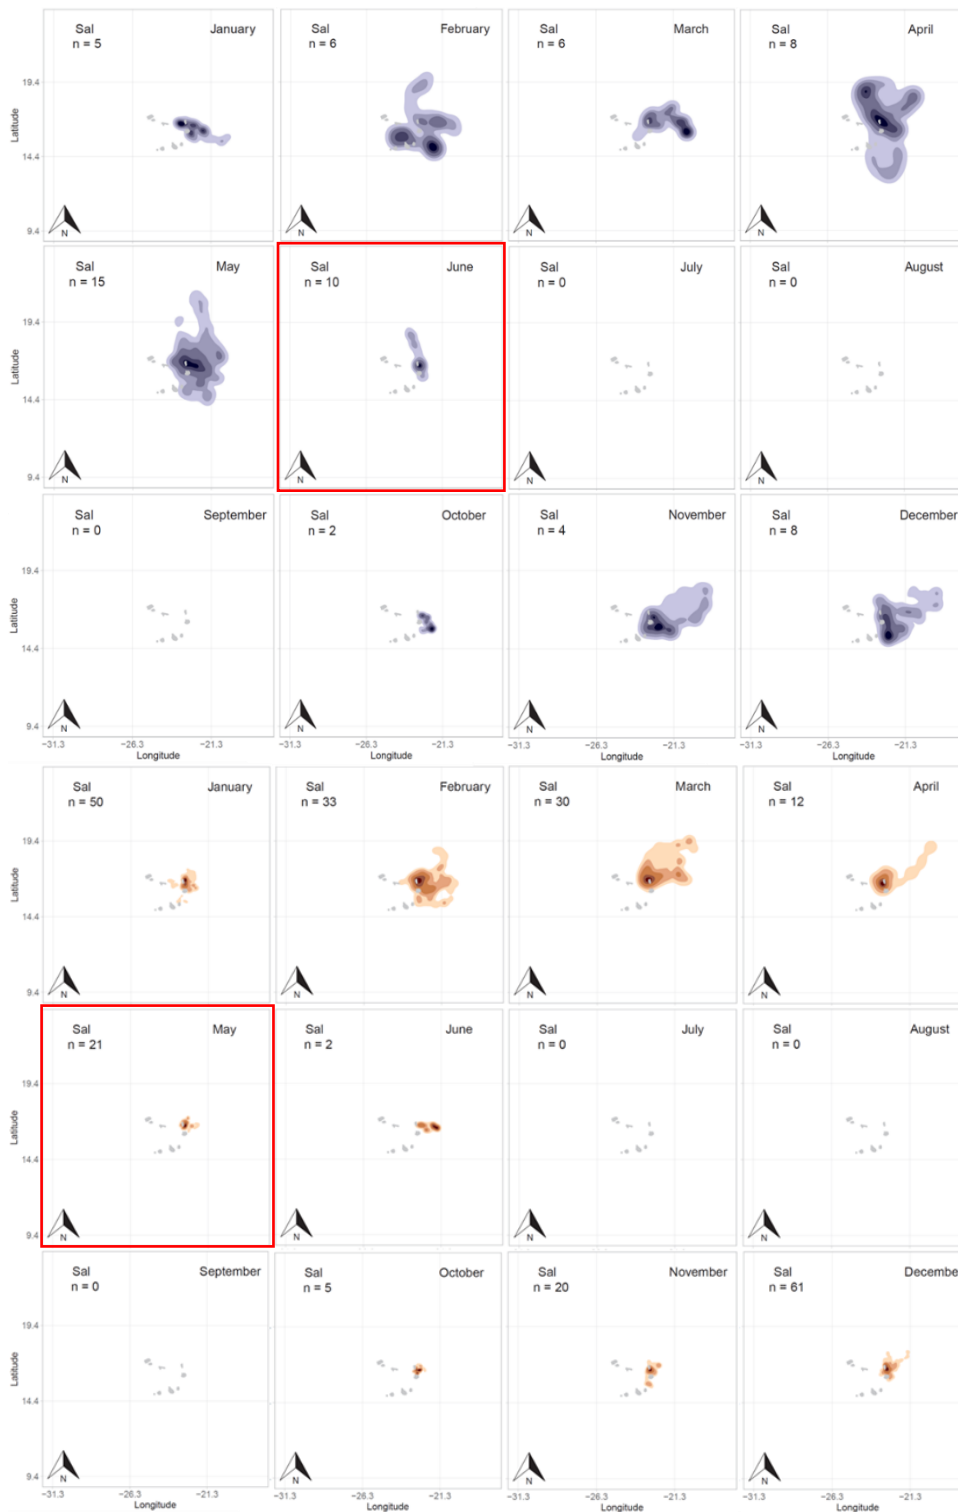 Sal January
n = 5
Sal February
n = 6
Sal March
n = 6
Sal April
n = 8
19.4
14.4
9.4
Latitude
N
N
N
N
Sal May
n = 15
Sal June
n = 10
Sal July
n = 0
Sal August
n = 0
19.4
14.4
9.4
Latitude
N
N
N
N
Sal September
n = 0
Sal October
n = 2
Sal November
n = 4
Sal December
n = 8
19.4
14.4
9.4
Latitude
N
N
N
N
−31.3 −26.3 −21.3
Longitude
−31.3 −26.3 −21.3
Longitude
−31.3 −26.3 −21.3
Longitude
−31.3 −26.3 −21.3
Longitude
Sal January
n = 50
Sal February
n = 33
Sal March
n = 30
Sal April
n = 12
19.4
14.4
9.4
Latitude
N
N
N
N
Sal May
n = 21
Sal June
n = 2
Sal July
n = 0
Sal August
n = 0
19.4
14.4
9.4
Latitude
N
N
N
N
Sal September
n = 0
Sal October
n = 5
Sal November
n = 20
Sal December
n = 61
19.4
14.4
9.4
Latitude
N
N
N
N
−31.3 −26.3 −21.3
Longitude
−31.3 −26.3 −21.3
Longitude
−31.3 −26.3 −21.3
Longitude
−31.3 −26.3 −21.3
Longitude